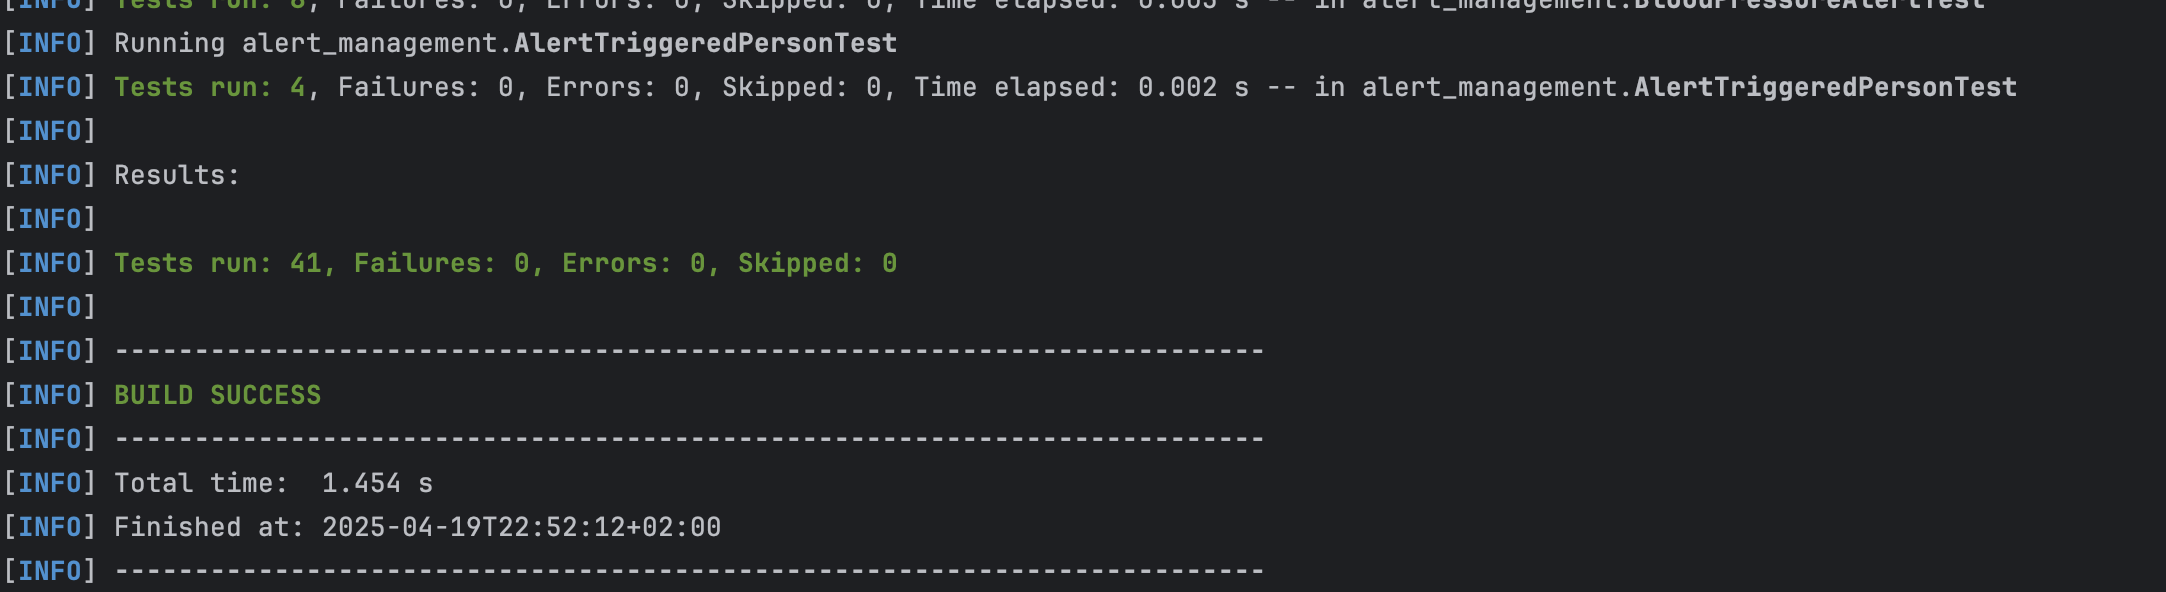 [INFO] Tests run: 8, Failures: 0, Errors: 0, Skipped: 0, Time elapsed: 0.003 s -- in alert_management.BloodPressureAlertTest
[INFO] Running alert_management.AlertTriggeredPersonTest
[INFO] Tests run: 4, Failures: 0, Errors: 0, Skipped: 0, Time elapsed: 0.002 s -- in alert_management.AlertTriggeredPersonTest
[INFO]
[INFO] Results:
[INFO]
[INFO] Tests run: 41, Failures: 0, Errors: 0, Skipped: 0
[INFO]
[INFO] ------------------------------------------------------------------------
[INFO] BUILD SUCCESS
[INFO] ------------------------------------------------------------------------
[INFO] Total time:  1.454 s
[INFO] Finished at: 2025-04-19T22:52:12+02:00
[INFO] ------------------------------------------------------------------------